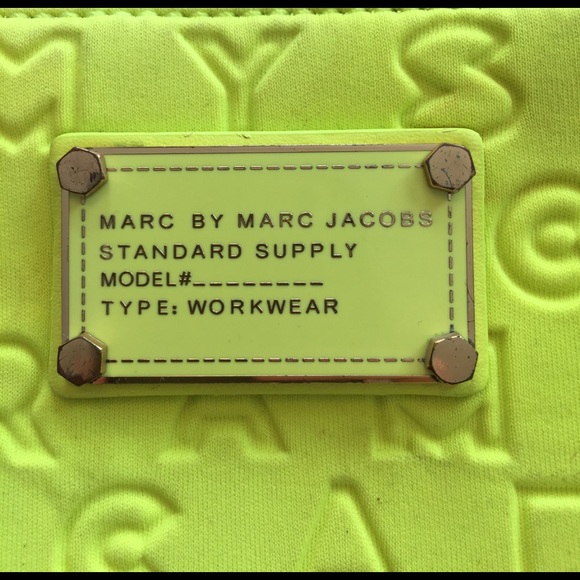 M Y S
MARC BY MARC JACOBS
STANDARD SUPPLY
MODEL#________
TYPE: WORKWEAR